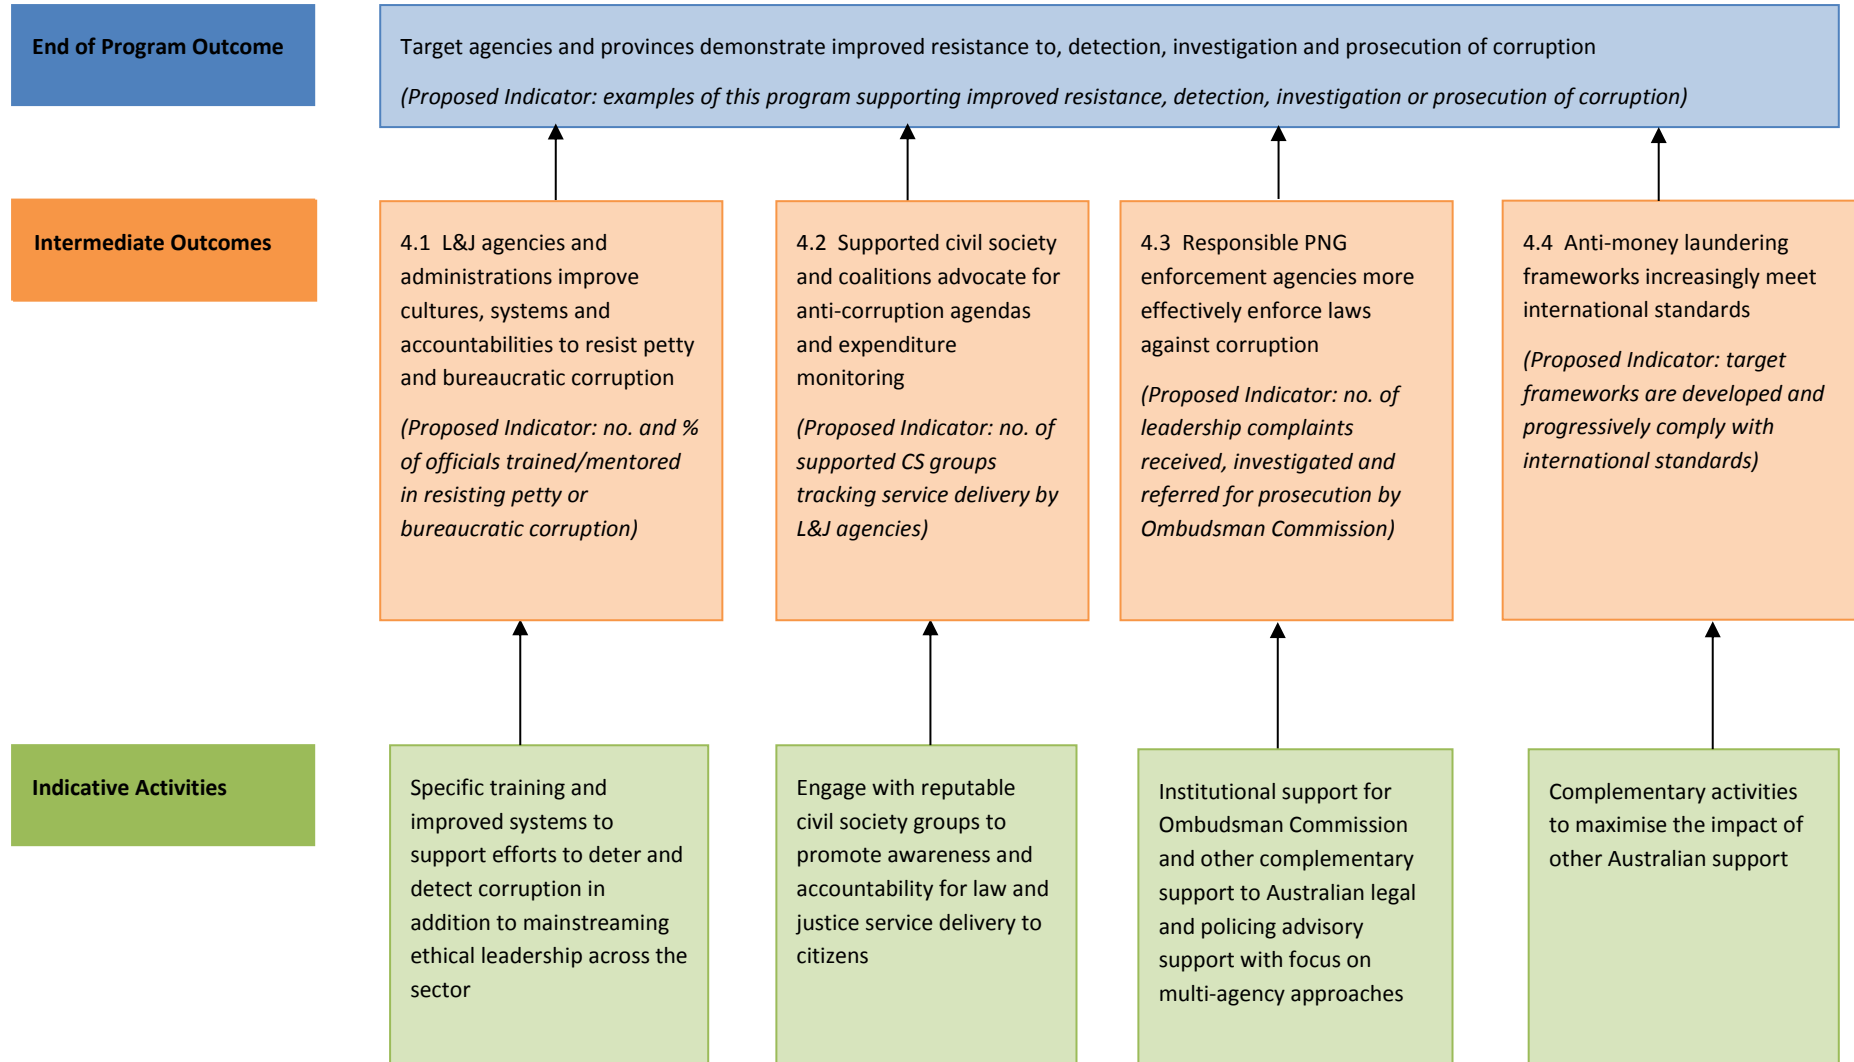 End of Program Outcome
Target agencies and provinces demonstrate improved resistance to, detection, investigation and prosecution of corruption
(Proposed Indicator: examples of this program supporting improved resistance, detection, investigation or prosecution of corruption)
Intermediate Outcomes
4.1 L&J agencies and
administrations improve
cultures, systems and
accountabilities to resist petty
and bureaucratic corruption
(Proposed Indicator: no. and %
of officials trained/mentored
in resisting petty or
bureaucratic corruption)
4.2 Supported civil society
and coalitions advocate for
anti-corruption agendas
and expenditure
monitoring
(Proposed Indicator: no. of
supported CS groups
tracking service delivery by
L&J agencies)
4.3 Responsible PNG
enforcement agencies more
effectively enforce laws
against corruption
(Proposed Indicator: no. of
leadership complaints
received, investigated and
referred for prosecution by
Ombudsman Commission)
4.4 Anti-money laundering
frameworks increasingly meet
international standards
(Proposed Indicator: target
frameworks are developed and
progressively comply with
international standards)
Indicative Activities
Specific training and
improved systems to
support efforts to deter and
detect corruption in
addition to mainstreaming
ethical leadership across the
sector
Engage with reputable
civil society groups to
promote awareness and
accountability for law and
justice service delivery to
citizens
Institutional support for
Ombudsman Commission
and other complementary
support to Australian legal
and policing advisory
support with focus on
multi-agency approaches
Complementary activities
to maximise the impact of
other Australian support